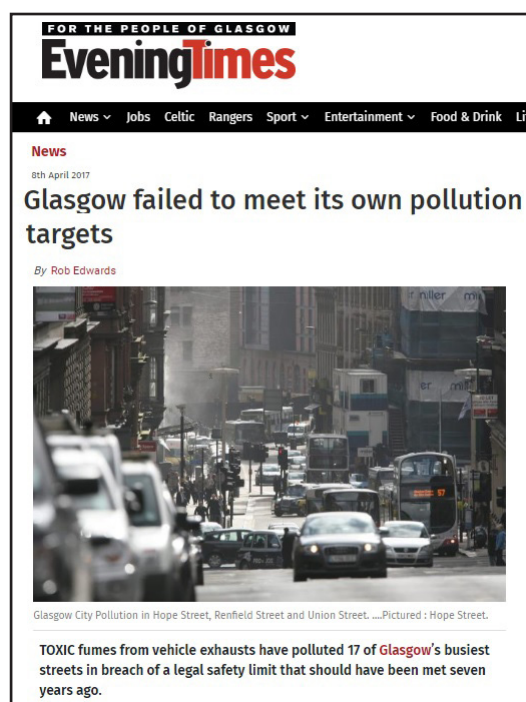 FOR THE PEOPLE OF GLASGOW
EveningTimes
News Jobs Celtic Rangers Sport Entertainment Food & Drink
News
8th April 2017
Glasgow failed to meet its own pollution
targets
By Rob Edwards
miller
57
Glasgow City Pollution in Hope Street, Renfield Street and Union Street. ....Pictured : Hope Street.
TOXIC fumes from vehicle exhausts have polluted 17 of Glasgow's busiest
streets in breach of a legal safety limit that should have been met seven
years ago.